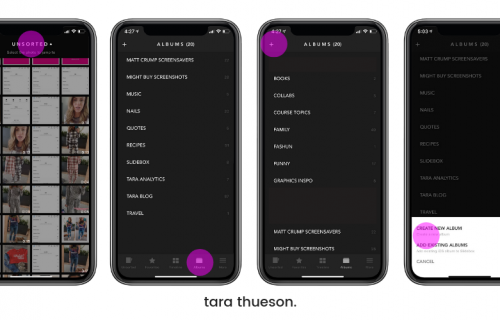 UNSORTED
4:27
ALBUMS (20)
MATT CRUMP SCREENSAVERS
MIGHT BUY SCREENSHOTS
MUSIC
NAILS
QUOTES
RECIPES
SLIDEBOX
TARA ANALYTICS
TARA BLOG
TRAVEL
4:27
ALBUMS (20)
BOOKS
COLLABS
COURSE TOPICS
FAMILY
FASHUN
FUNNY
GRAPHICS INSPO
MATT CRUMP SCREENSAVERS
MIGHT BUY SCREENSHOTS
5:03
ALBUMS (20)
MATT CRUMP SCREENSAVERS
MIGHT BUY SCREENSHOTS
MUSIC
NAILS
QUOTES
RECIPES
SLIDEBOX
TARA ANALYTICS
TARA BLOG
TRAVEL
CREATE NEW ALBUM
ADD EXISTING ALBUMS
CANCEL
tara thueson.